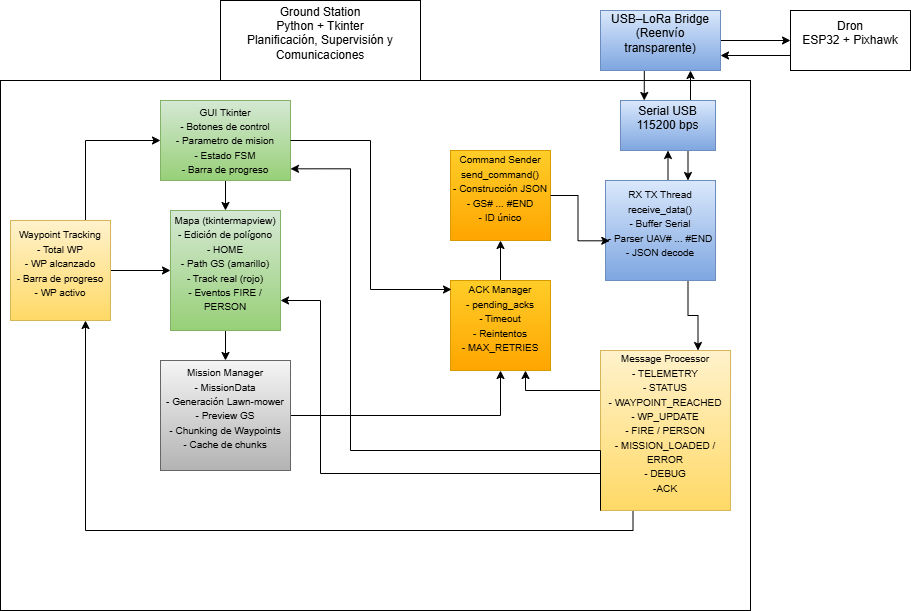 Ground Station
Python + Tkinter
Planificación, Supervisión y
Comunicaciones
USB–LoRa Bridge
(Reenvío
transparente)
Dron
ESP32 + Pixhawk
Serial USB
115200 bps
GUI Tkinter
- Botones de control
- Parametro de mision
- Estado FSM
- Barra de progreso
Command Sender
send_command()
- Construcción JSON
- GS# ... #END
- ID único
RX TX Thread
receive_data()
- Buffer Serial
- Parser UAV# ... #END
- JSON decode
Waypoint Tracking
- Total WP
- WP alcanzado
- Barra de progreso
- WP activo
Mapa (tkintermapview)
- Edición de polígono
- HOME
- Path GS (amarillo)
- Track real (rojo)
- Eventos FIRE /
PERSON
ACK Manager
- pending_acks
- Timeout
- Reintentos
- MAX_RETRIES
Mission Manager
- MissionData
- Generación Lawn-mower
- Preview GS
- Chunking de Waypoints
- Cache de chunks
Message Processor
- TELEMETRY
- STATUS
- WAYPOINT_REACHED
- WP_UPDATE
- FIRE / PERSON
- MISSION_LOADED /
ERROR
- DEBUG
-ACK